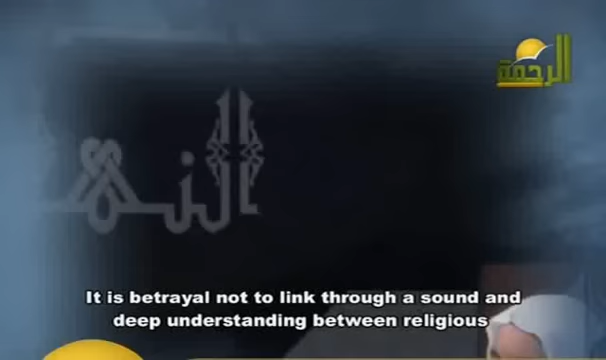 الرحمة
It is betrayal not to link through a sound and
deep understanding between religious